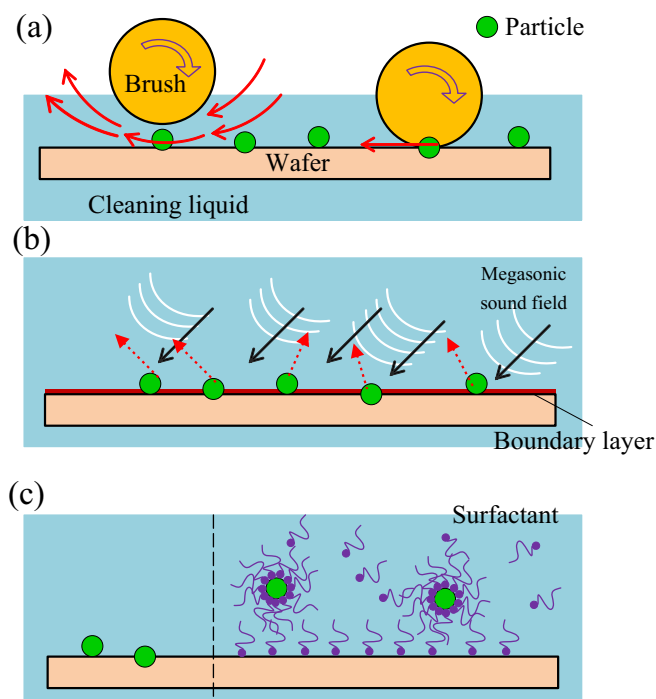 (a)
Particle
Brush
Wafer
Cleaning liquid
(b)
Megasonic
sound field
Boundary layer
(c)
Surfactant